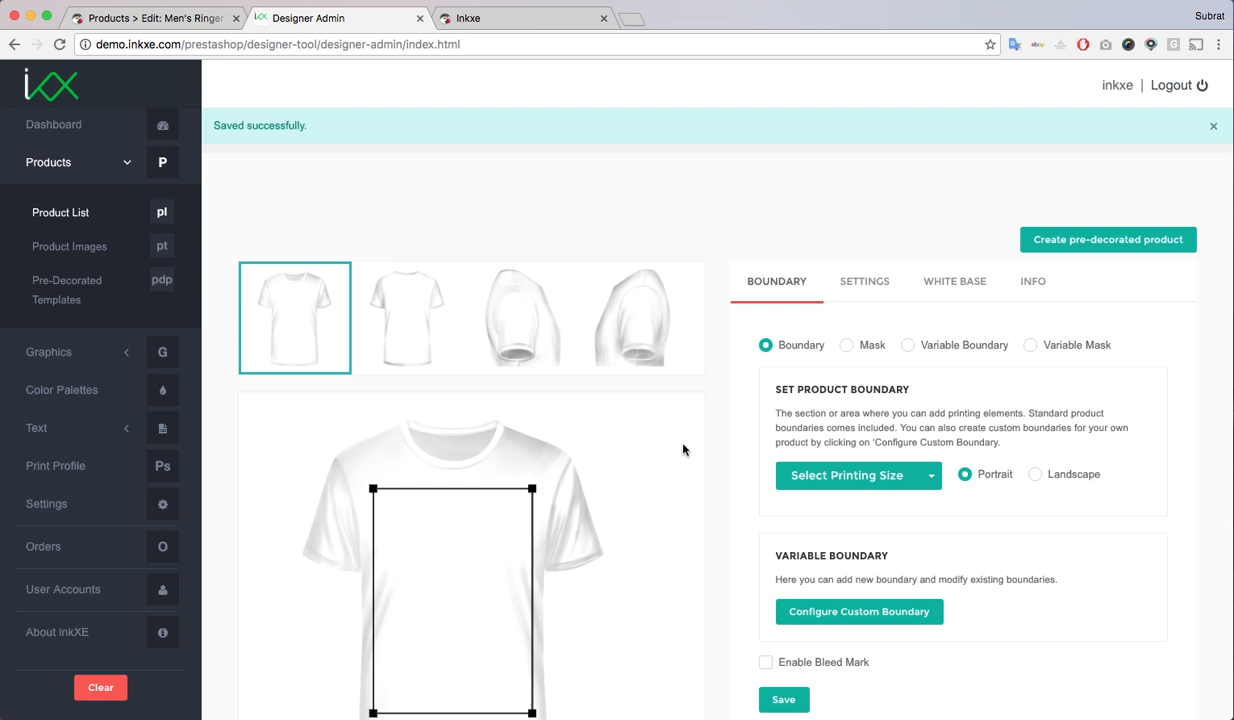 Products > Edit: Men's Ringer
Designer Admin
Inkxe
Subrat
demo.inkxe.com/prestashop/designer-tool/designer-admin/index.html
ebay
G
inkxe | Logout
Dashboard
Saved successfully.
Products P
Product List pl
Product Images pt
Pre-Decorated Templates pdp
Create pre-decorated product
BOUNDARY SETTINGS WHITE BASE INFO
Graphics G
Color Palettes
Text
Print Profile Ps
Settings
Orders O
User Accounts
About inkXE
Clear
Boundary Mask Variable Boundary Variable Mask
SET PRODUCT BOUNDARY
The section or area where you can add printing elements. Standard product
boundaries comes included. You can also create custom boundaries for your own
product by clicking on 'Configure Custom Boundary.
Select Printing Size Portrait Landscape
VARIABLE BOUNDARY
Here you can add new boundary and modify existing boundaries.
Configure Custom Boundary
Enable Bleed Mark
Save